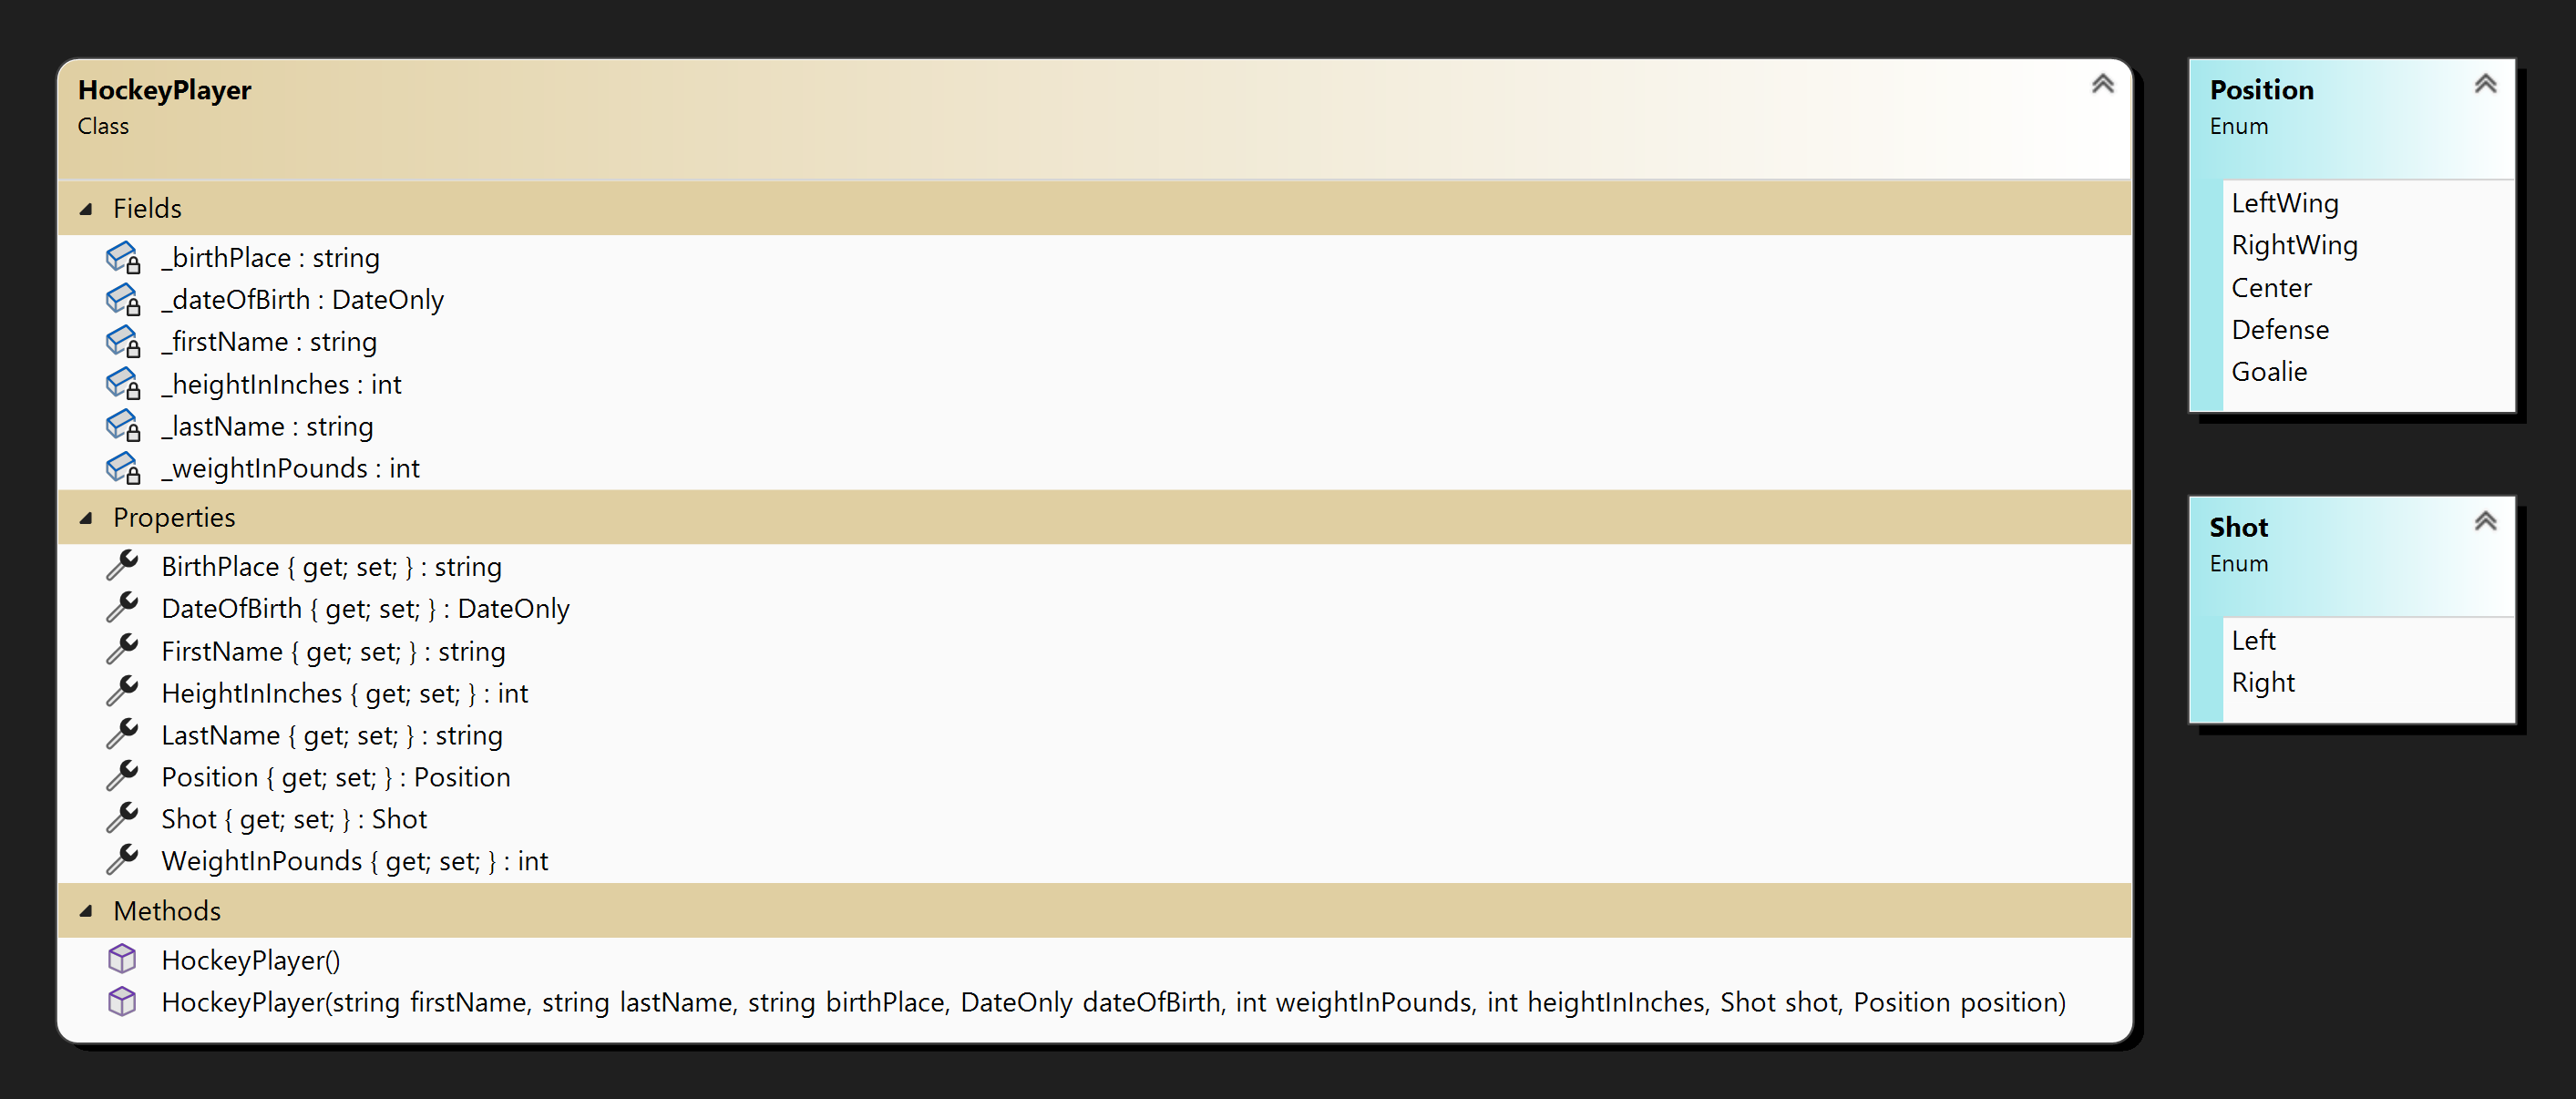 HockeyPlayer
Class
Fields
_birthPlace : string
_dateOfBirth : DateOnly
_firstName : string
_heightInInches : int
_lastName : string
_weightInPounds : int
Properties
BirthPlace { get; set; } : string
DateOfBirth { get; set; } : DateOnly
FirstName { get; set; } : string
HeightInInches { get; set; } : int
LastName { get; set; } : string
Position { get; set; } : Position
Shot { get; set; } : Shot
WeightInPounds { get; set; } : int
Methods
HockeyPlayer()
HockeyPlayer(string firstName, string lastName, string birthPlace, DateOnly dateOfBirth, int weightInPounds, int heightInInches, Shot shot, Position position)
Position
Enum
LeftWing
RightWing
Center
Defense
Goalie
Shot
Enum
Left
Right